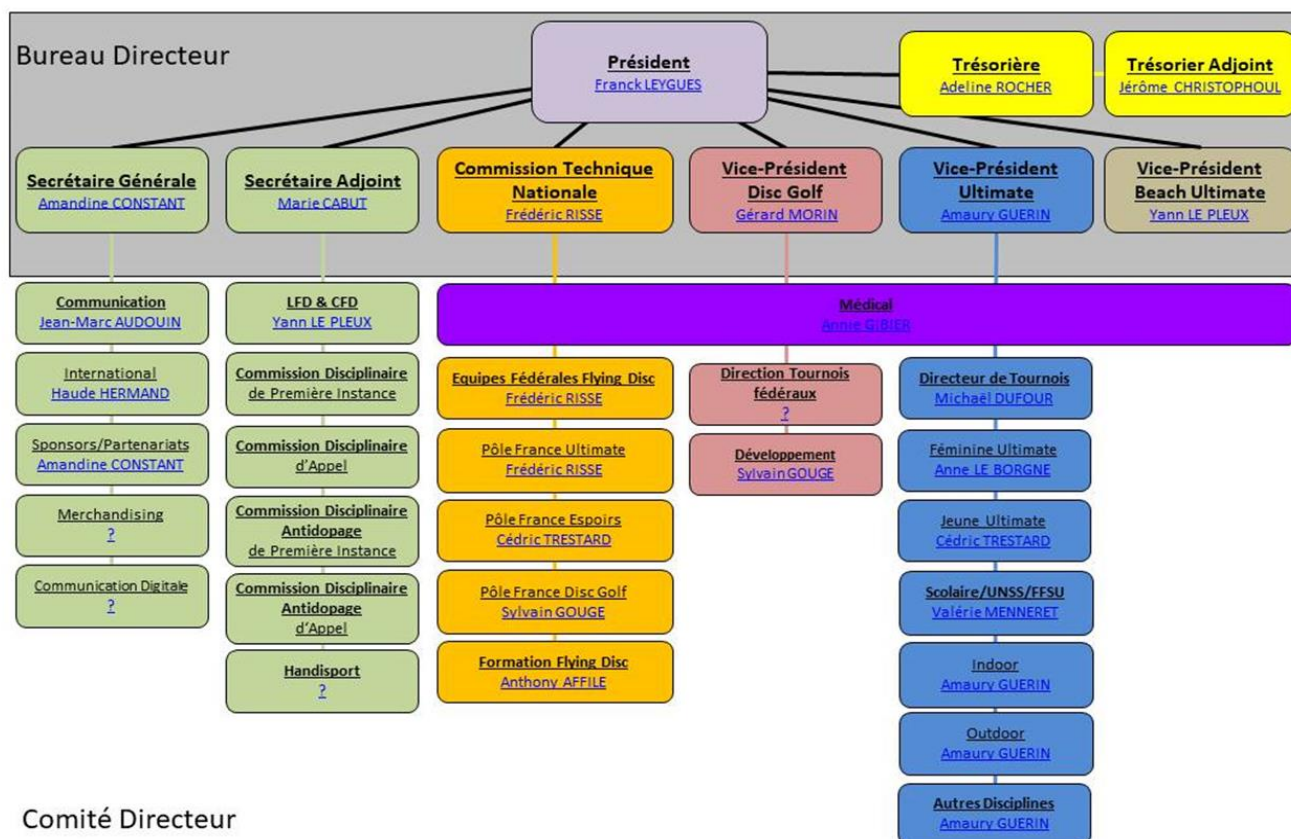 Bureau Directeur
Président
Franck LEYGUES
Trésorière
Adeline ROCHER
Trésorier Adjoint
Jérôme CHRISTOPHOUL
Secrétaire Générale
Amandine CONSTANT
Secrétaire Adjoint
Marie CABUT
Commission Technique
Nationale
Frédéric RISSE
Vice-Président
Disc Golf
Gérard MORIN
Vice-Président
Ultimate
Amaury GUERIN
Vice-Président
Beach Ultimate
Yann LE PLEUX
Communication
Jean-Marc AUDOUIN
International
Haude HERMAND
Sponsors/Partenariats
Amandine CONSTANT
Merchandising
?
Communication Digitale
?
LFD & CFD
Yann LE PLEUX
Commission Disciplinaire
de Première Instance
Commission Disciplinaire
d'Appel
Commission Disciplinaire
Antidopage
de Première Instance
Commission Disciplinaire
Antidopage
d'Appel
Handisport
?
Médical
Annie GIBIER
Equipes Fédérales Flying Disc
Frédéric RISSE
Pôle France Ultimate
Frédéric RISSE
Pôle France Espoirs
Cédric TRESTARD
Pôle France Disc Golf
Sylvain GOUGE
Formation Flying Disc
Anthony AFFILE
Direction Tournois
fédéraux
?
Développement
Sylvain GOUGE
Directeur de Tournois
Michaël DUFOUR
Féminine Ultimate
Anne LE BORGNE
Jeune Ultimate
Cédric TRESTARD
Scolaire/UNSS/FFSU
Valérie MENNERET
Indoor
Amaury GUERIN
Outdoor
Amaury GUERIN
Autres Disciplines
Amaury GUERIN
Comité Directeur